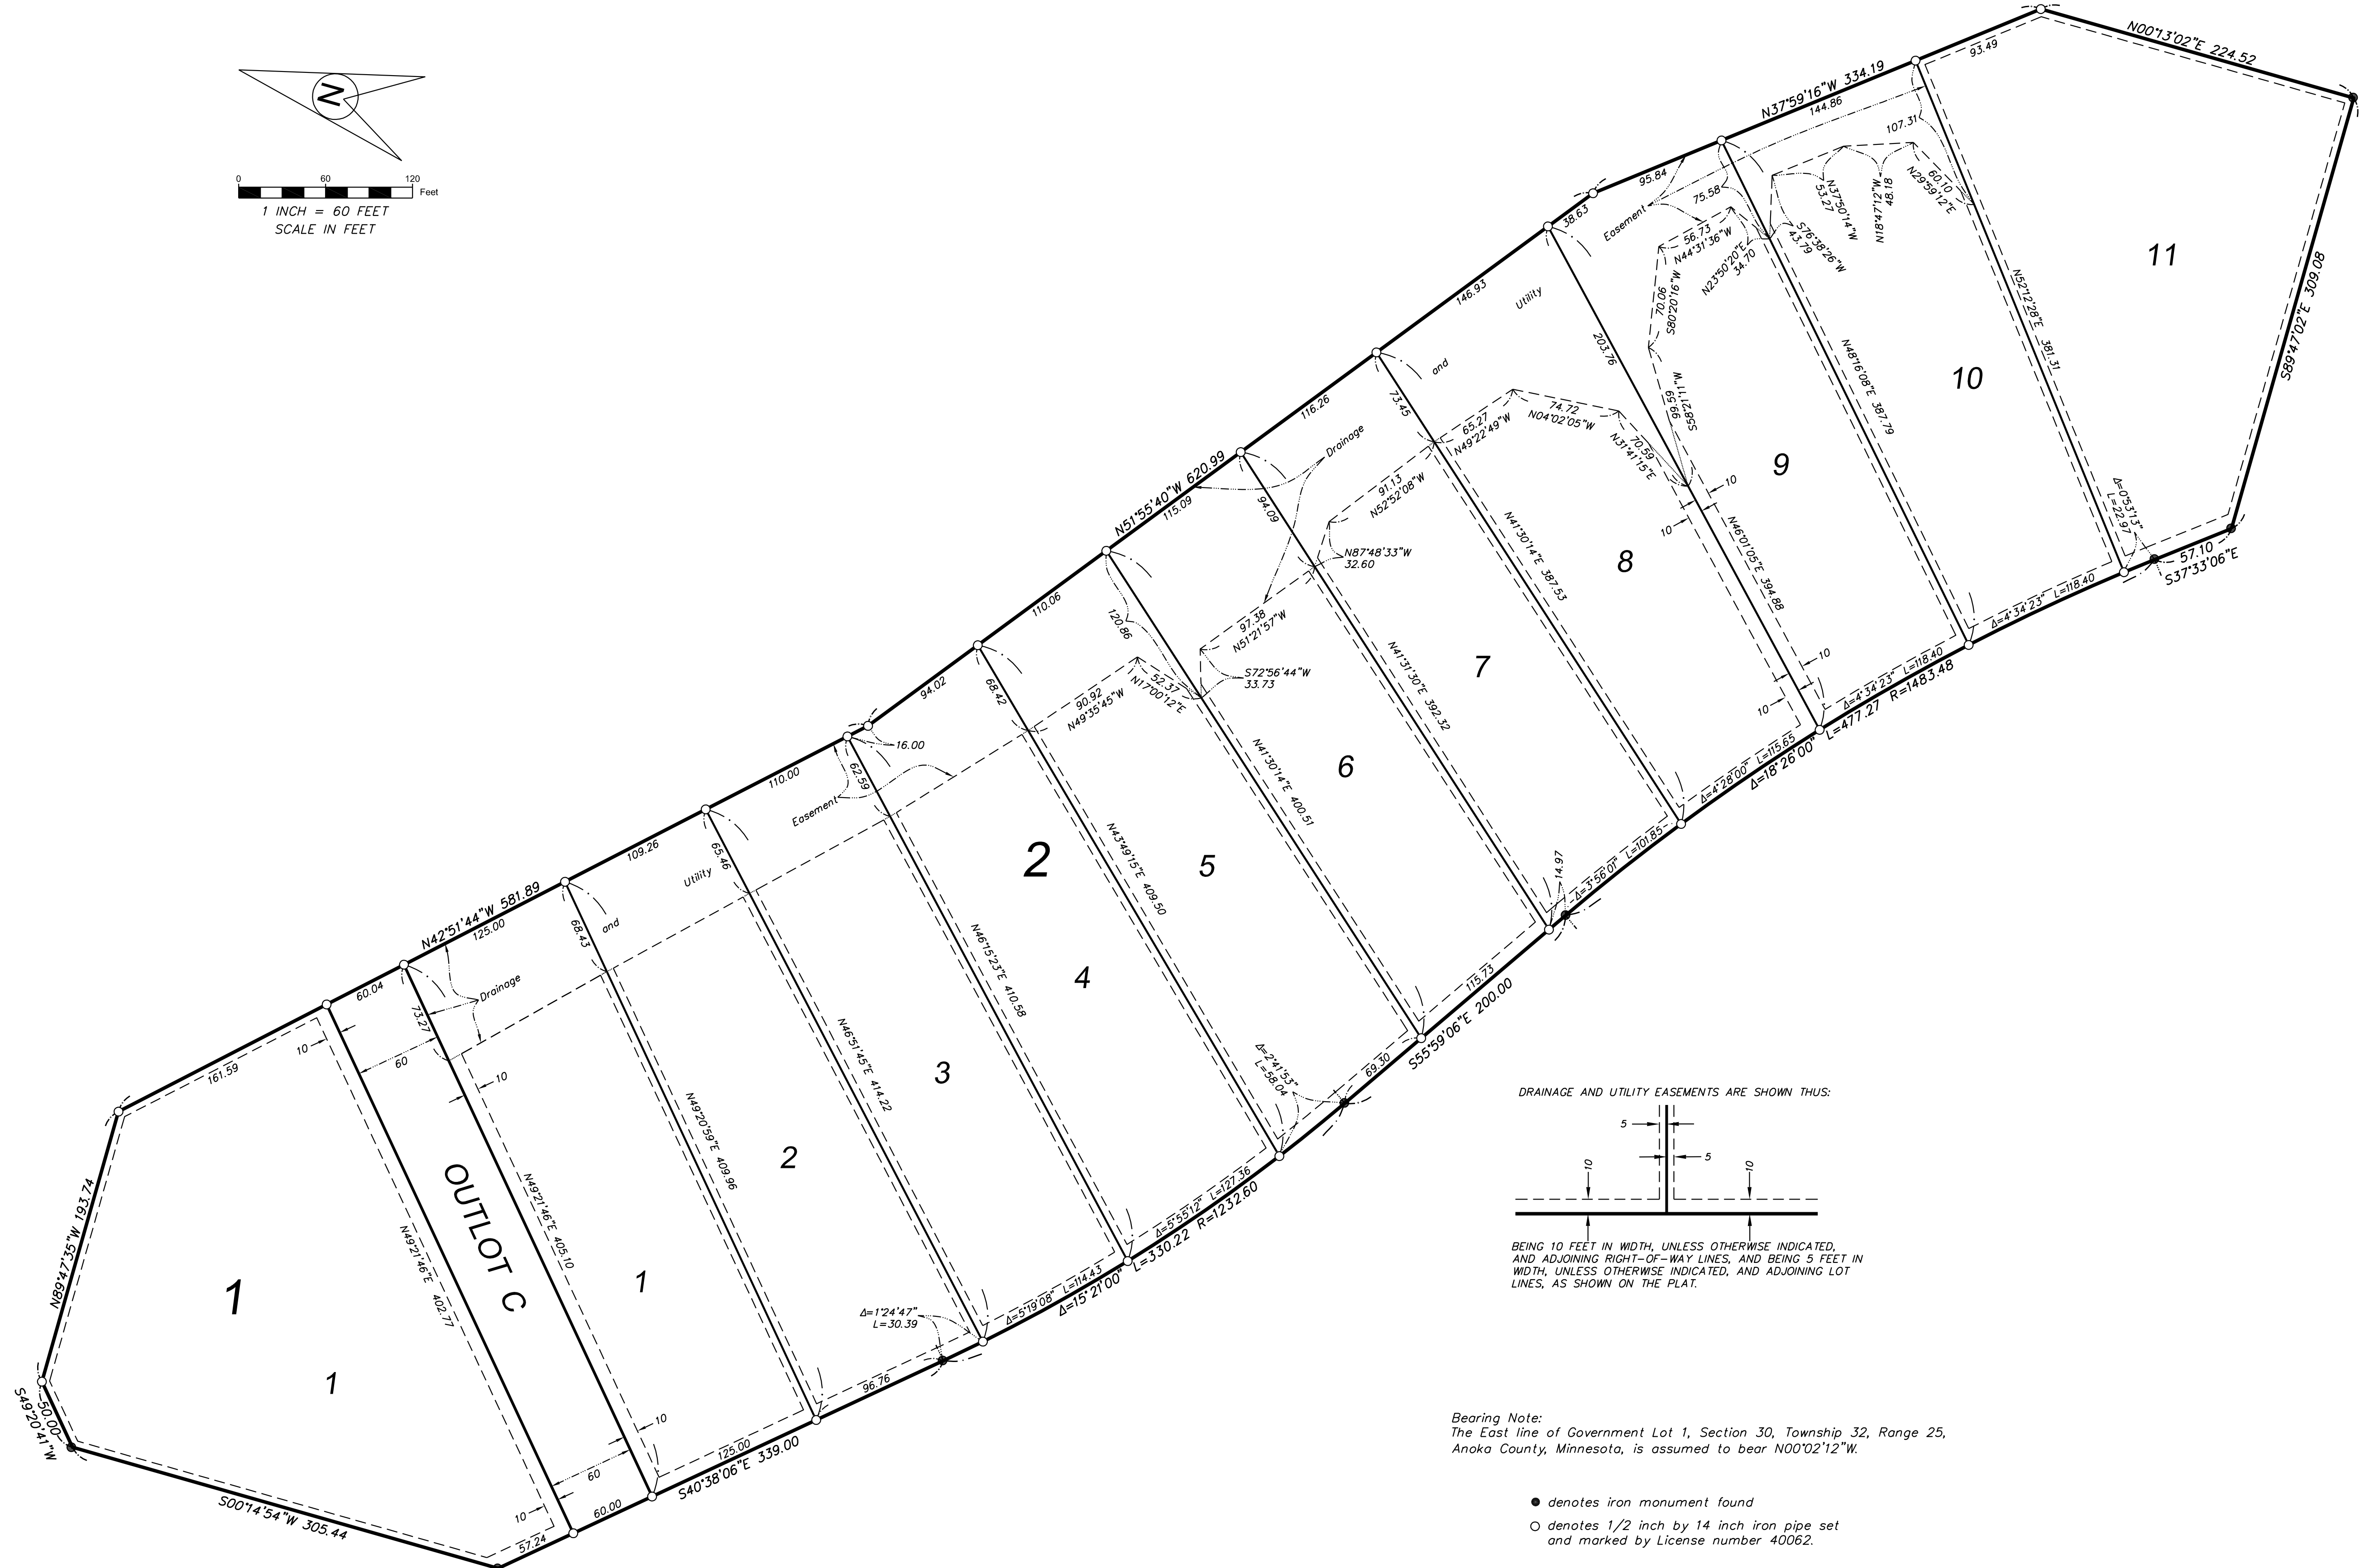 N
0 60 120
Feet
1 INCH = 60 FEET
SCALE IN FEET
N00°13'02"E 224.52
93.49
N37°59'16"W 334.19
144.86
107.31
95.84
75.58
38.63
Easement
56.73
N44°31'36"W
N23°50'20"E
34.70
S76°38'26"W
43.79
N37°50'14"W
53.27
N18°47'12"W
48.18
60.10
N29°59'12"E
70.06
S80°20'16"W
S58°21'11"W
99.59
N52°12'28"E 381.31
11
S89°47'02"E 309.08
10
N48°16'08"E 387.79
9
Utility
203.76
146.93
and
73.45
65.27
N49°22'49"W
74.72
N04°02'05"W
70.59
N31°41'15"E
10
10
N46°01'05"E 394.88
Δ=0°53'13"
L=22.97
57.10
S37°33'06"E
Δ=4°34'23" L=118.40
Δ=4°34'23" L=118.40
Δ=18°26'00" L=477.27 R=1483.48
10
10
116.26
N51°55'40"W 620.99
115.09
Drainage
94.09
91.13
N52°52'08"W
N87°48'33"W
32.60
N41°30'14"E 387.53
8
Δ=4°28'00" L=115.65
Δ=3°56'01" L=101.85
14.97
120.86
97.38
N51°21'57"W
S72°56'44"W
33.73
N41°31'30"E 392.32
7
110.06
94.02
68.42
90.92
N49°35'45"W
52.37
N17°00'12"E
N41°30'14"E 400.51
6
115.73
S55°59'06"E 200.00
69.30
16.00
62.59
110.00
Easement
2
N43°49'15"E 409.50
5
Δ=2°41'53"
L=58.04
109.26
65.46
Utility
N46°15'23"E 410.58
4
Δ=5°55'12" L=127.36
Δ=15°21'00" L=330.22 R=1232.60
N42°51'44"W 581.89
125.00
68.43
and
N46°51'45"E 414.22
3
Δ=5°19'08" L=114.43
Δ=1°24'47"
L=30.39
60.04
73.27
Drainage
10
60
10
N49°20'59"E 409.96
2
96.76
161.59
OUTLOT C
N49°21'46"E 405.10
1
10
125.00
S40°38'06"E 339.00
N89°47'35"W 193.74
1
N49°21'46"E 402.77
1
60
60.00
10
57.24
50.00
S49°20'41"W
S00°14'54"W 305.44
DRAINAGE AND UTILITY EASEMENTS ARE SHOWN THUS:
5
5
10
10
BEING 10 FEET IN WIDTH, UNLESS OTHERWISE INDICATED,
AND ADJOINING RIGHT-OF-WAY LINES, AND BEING 5 FEET IN
WIDTH, UNLESS OTHERWISE INDICATED, AND ADJOINING LOT
LINES, AS SHOWN ON THE PLAT.
Bearing Note:
The East line of Government Lot 1, Section 30, Township 32, Range 25,
Anoka County, Minnesota, is assumed to bear N00°02'12"W.
denotes iron monument found
denotes 1/2 inch by 14 inch iron pipe set
and marked by License number 40062.